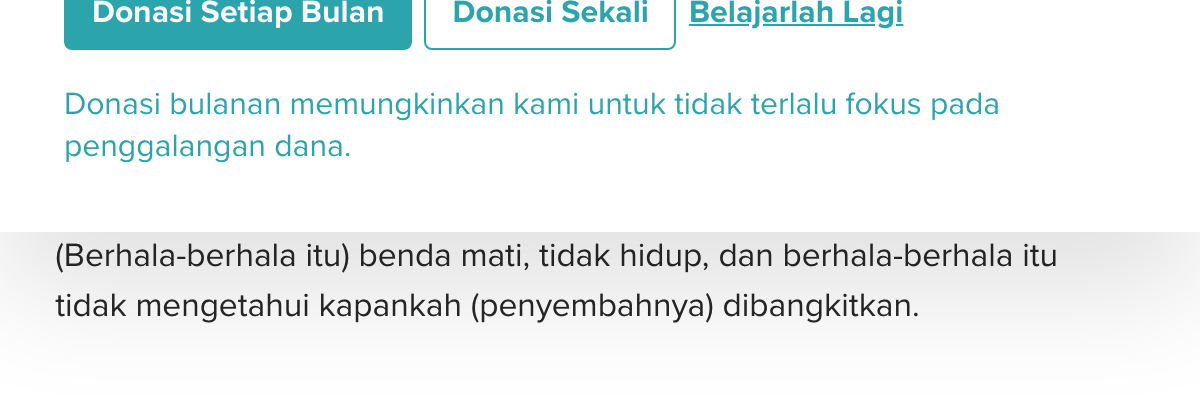 Donasi Setiap Bulan Donasi Sekali Belajarlah Lagi
Donasi bulanan memungkinkan kami untuk tidak terlalu fokus pada
penggalangan dana.
(Berhala-berhala itu) benda mati, tidak hidup, dan berhala-berhala itu
tidak mengetahui kapankah (penyembahnya) dibangkitkan.